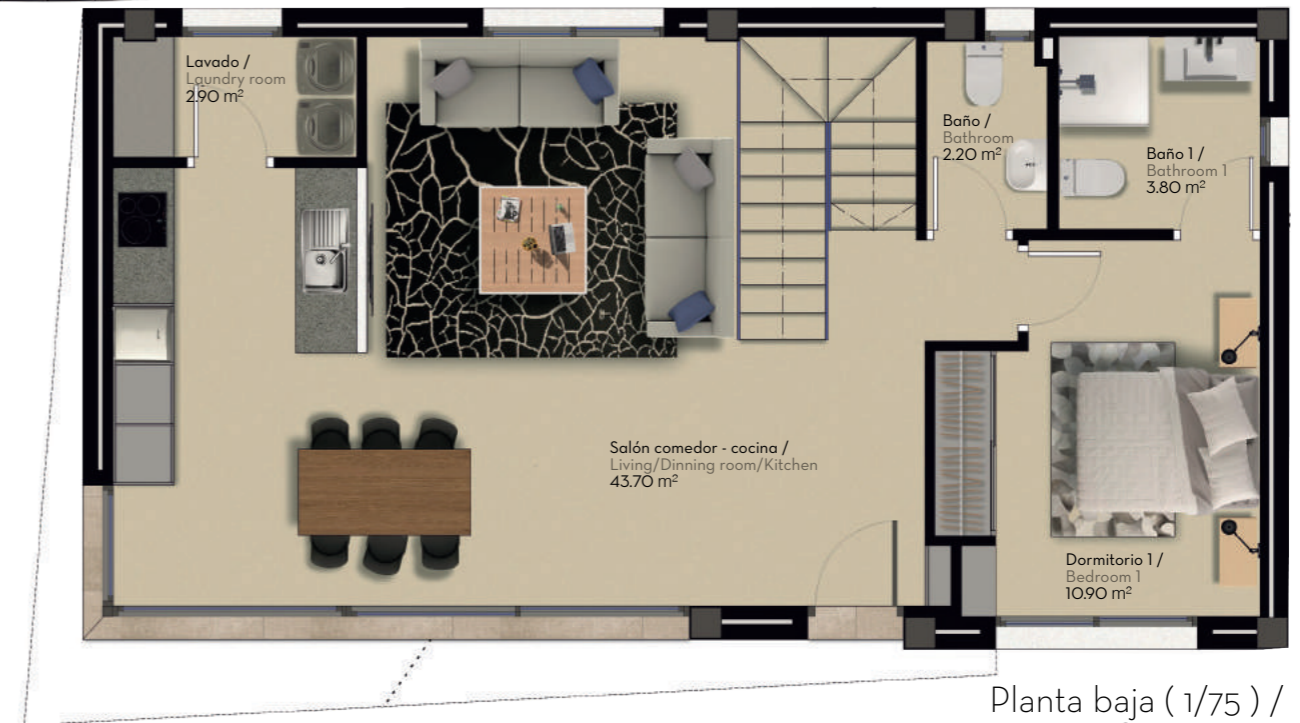 Lavado /
Laundry room
2.90 m²
Baño /
Bathroom
2.20 m²
Baño 1 /
Bathroom 1
3.80 m²
Salón comedor - cocina /
Living/Dinning room/Kitchen
43.70 m²
Dormitorio 1 /
Bedroom 1
10.90 m²
Planta baja ( 1/75 ) /